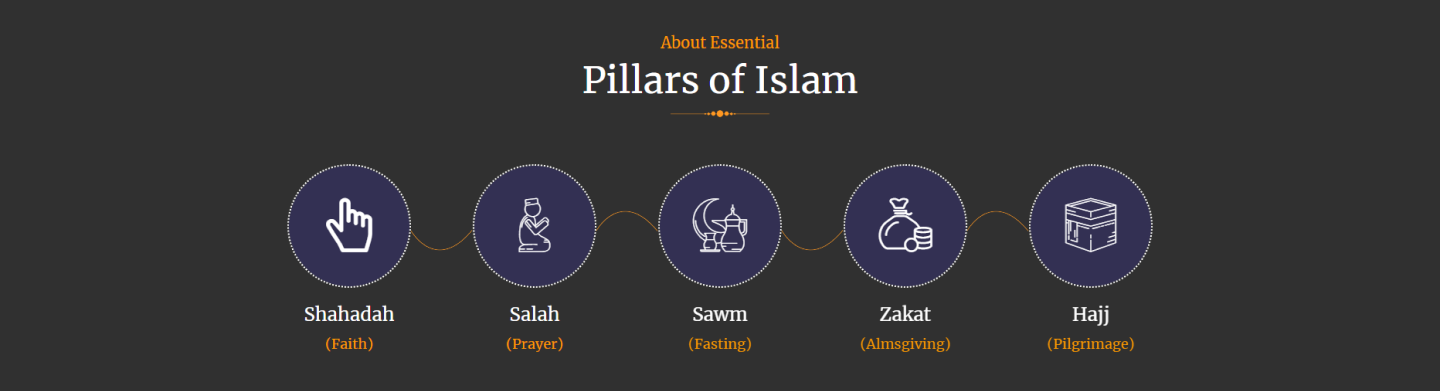 About Essential
Pillars of Islam
Shahadah
(Faith)
Salah
(Prayer)
Sawm
(Fasting)
Zakat
(Almsgiving)
Hajj
(Pilgrimage)